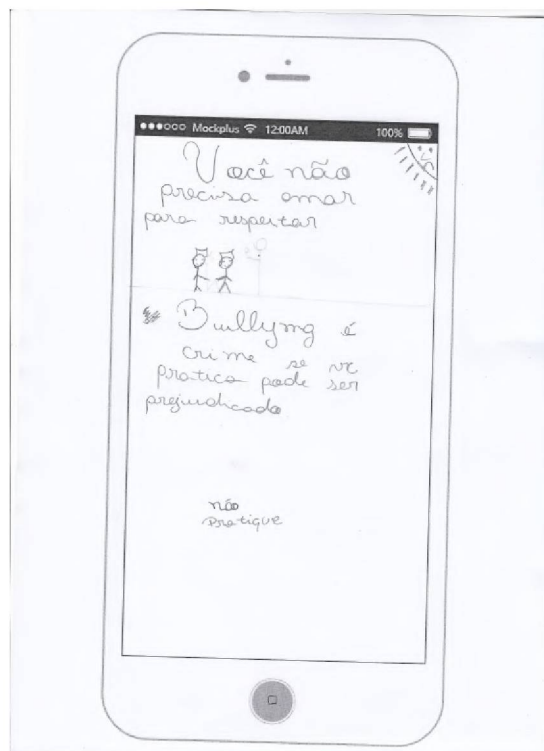 Mockplus 12:00AM 100%
Você não
precisa amar
para respeitar
Bullyng é
crime se vc
pratica pode ser
prejudicado
não
pratique